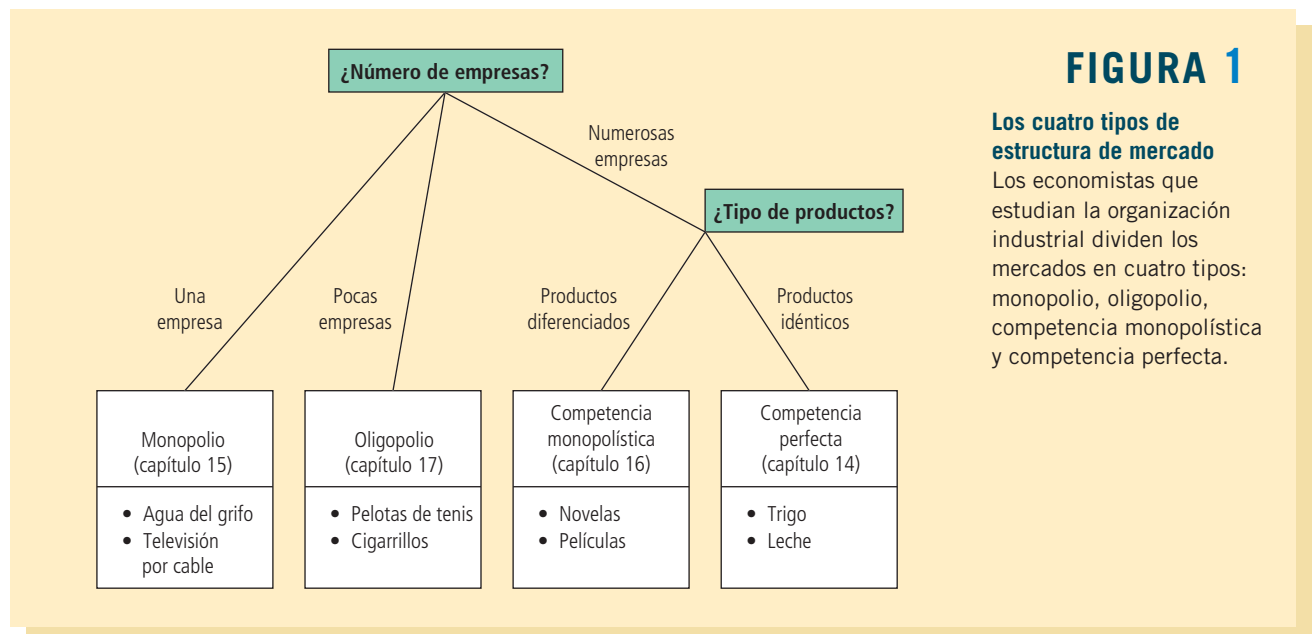 ¿Número de empresas?
Numerosas
empresas
¿Tipo de productos?
Una
empresa
Pocas
empresas
Productos
diferenciados
Productos
idénticos
Monopolio
(capítulo 15)
• Agua del grifo
• Televisión
por cable
Oligopolio
(capítulo 17)
• Pelotas de tenis
• Cigarrillos
Competencia
monopolística
(capítulo 16)
• Novelas
• Películas
Competencia
perfecta
(capítulo 14)
• Trigo
• Leche
FIGURA 1
Los cuatro tipos de
estructura de mercado
Los economistas que
estudian la organización
industrial dividen los
mercados en cuatro tipos:
monopolio, oligopolio,
competencia monopolística
y competencia perfecta.